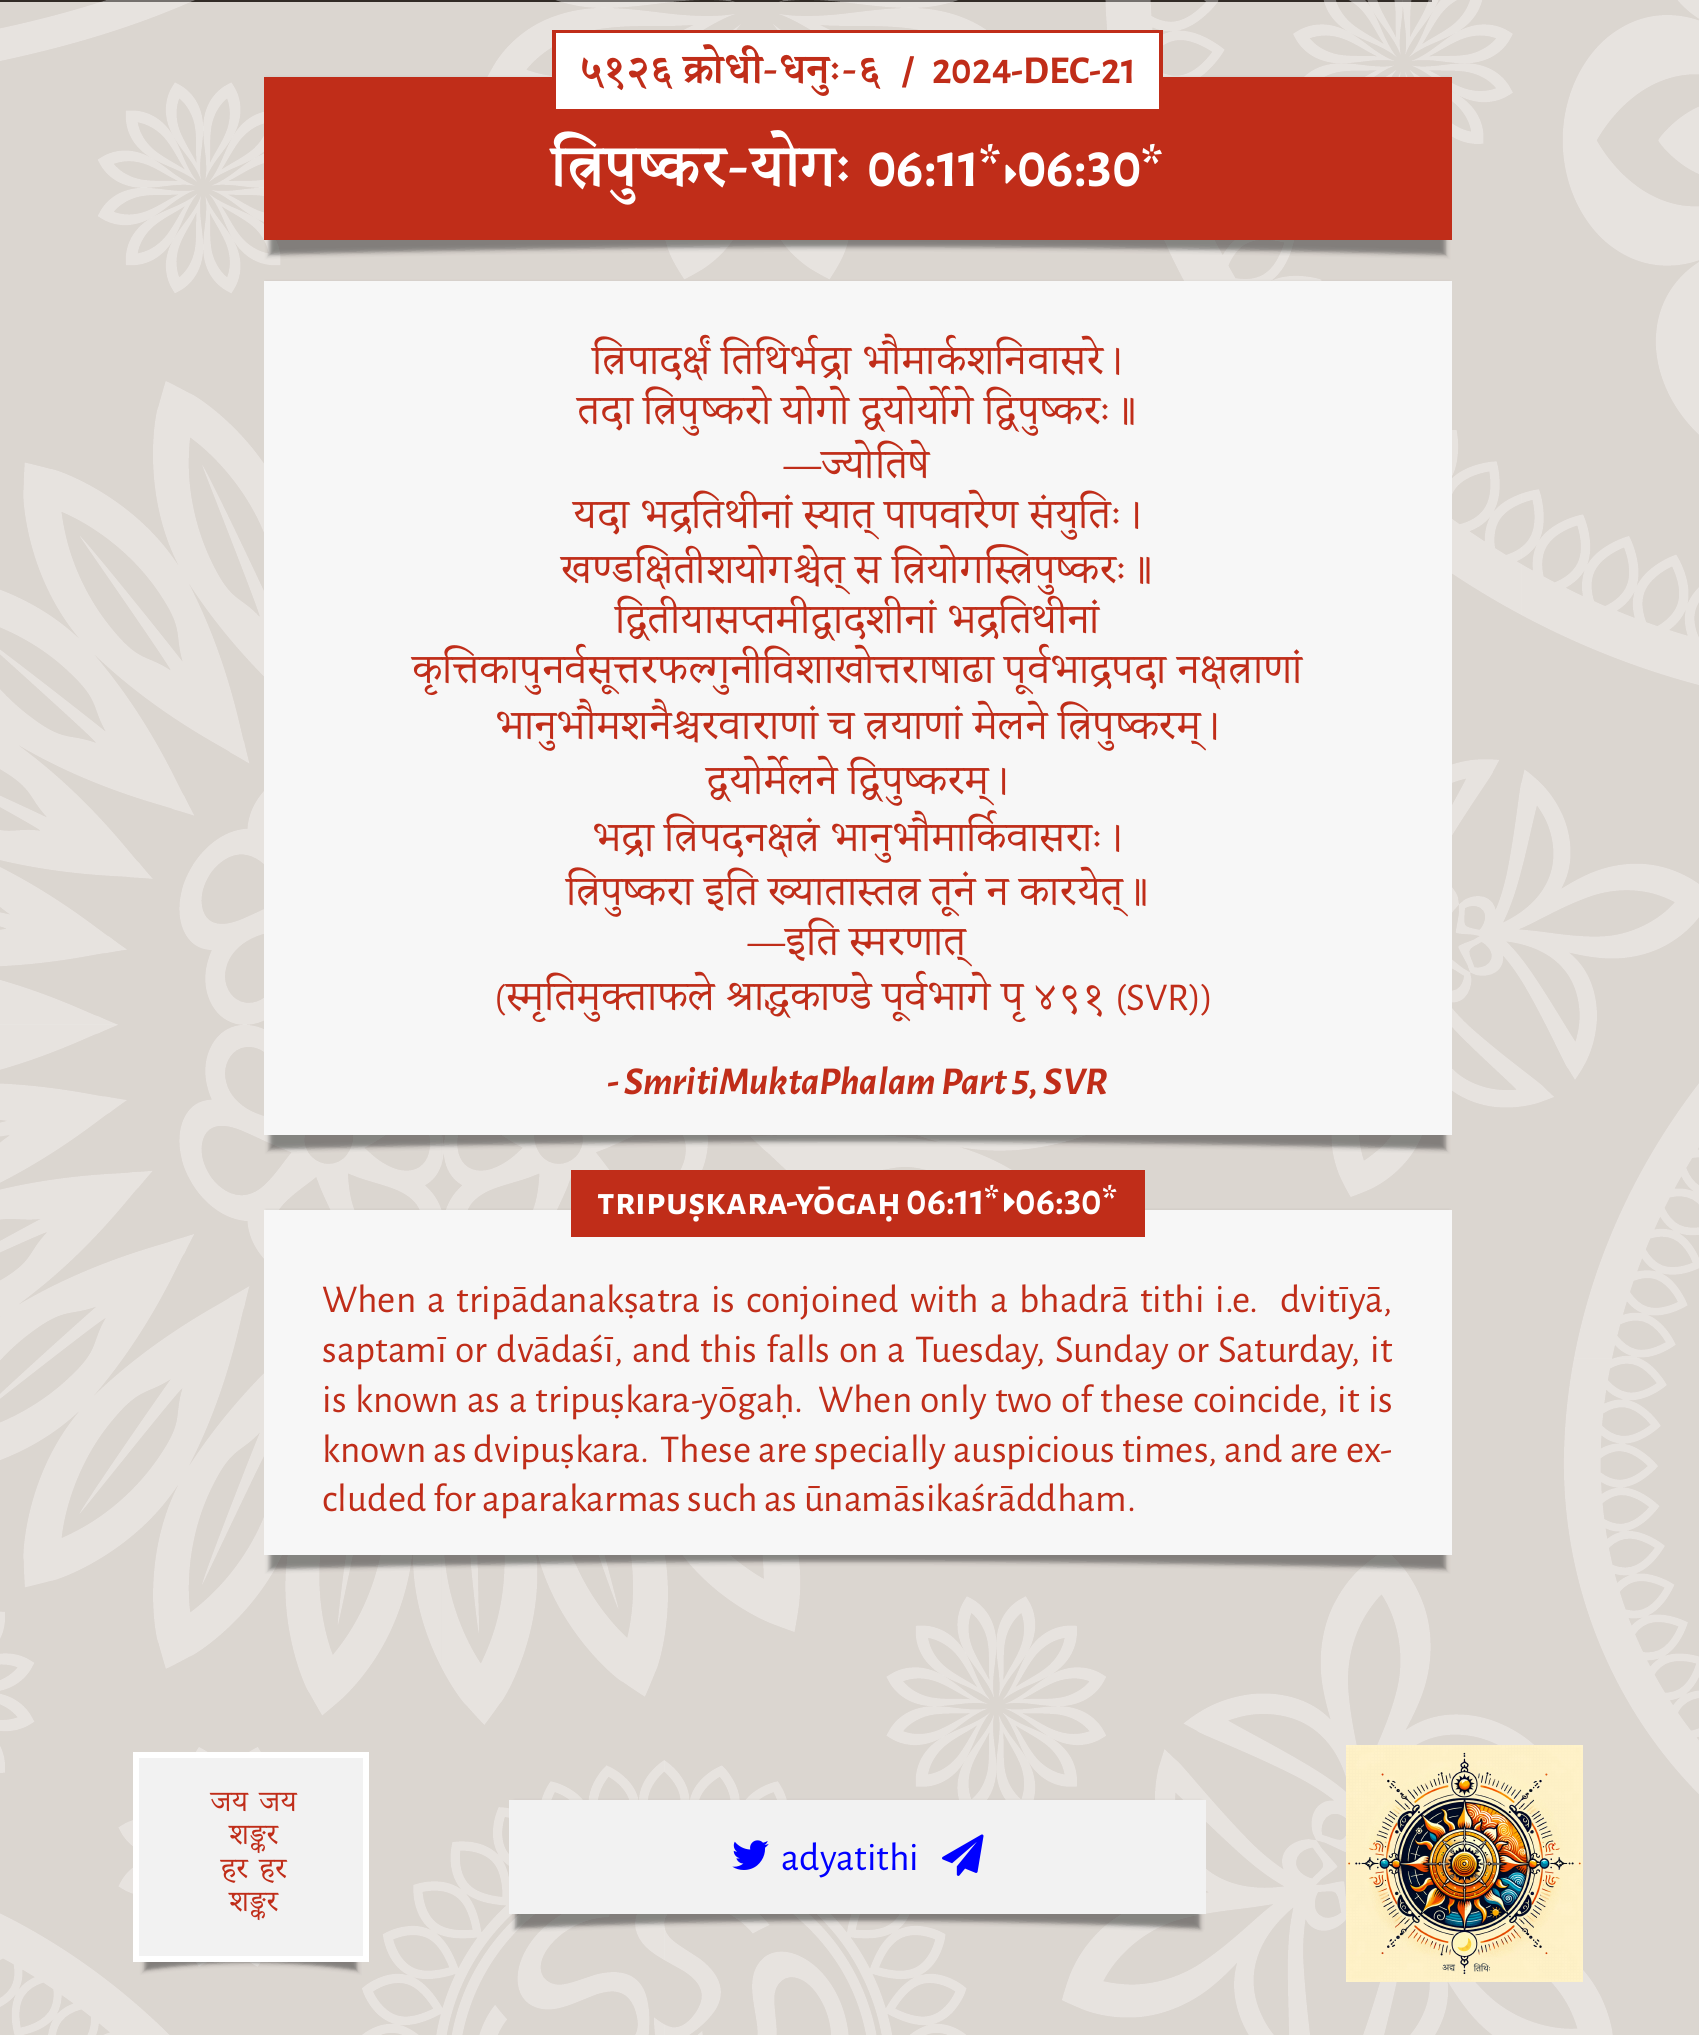 ५१२६ क्रोधी-धनुः-६ / 2024-DEC-21
त्रिपुष्कर-योगः 06:11*▸06:30*
त्रिपादर्क्षं तिथिर्भद्रा भौमार्कशनिवासरे।
तदा त्रिपुष्करो योगो द्वयोर्योगे द्विपुष्करः॥
—ज्योतिषे
यदा भद्रतिथीनां स्यात् पापवारेण संयुतिः।
खण्डक्षितीशयोगश्चेत् स त्रियोगस्त्रिपुष्करः॥
द्वितीयासप्तमीद्वादशीनां भद्रतिथीनां
कृत्तिकापुनर्वसूत्तरफल्गुनीविशाखोत्तराषाढा पूर्वभाद्रपदा नक्षत्राणां
भानुभौमशनैश्चरवाराणां च त्रयाणां मेलने त्रिपुष्करम्।
द्वयोर्मेलने द्विपुष्करम्।
भद्रा त्रिपदनक्षत्रं भानुभौमार्किवासराः।
त्रिपुष्करा इति ख्यातास्तत्र तूनं न कारयेत्॥
—इति स्मरणात्
(स्मृतिमुक्ताफले श्राद्धकाण्डे पूर्वभागे पृ ४९१ (SVR))
- SmritiMuktaPhalam Part 5, SVR
TRIPUṢKARA-YŌGAḤ 06:11*▸06:30*
When a tripādanakṣatra is conjoined with a bhadrā tithi i.e. dvitīyā,
saptamī or dvādaśī, and this falls on a Tuesday, Sunday or Saturday, it
is known as a tripuṣkara-yōgaḥ. When only two of these coincide, it is
known as dvipuṣkara. These are specially auspicious times, and are ex-
cluded for aparakarmas such as ūnamāsikaśrāddham.
जय जय
शङ्कर
हर हर
शङ्कर
adyatithi
अद्य तिथिः